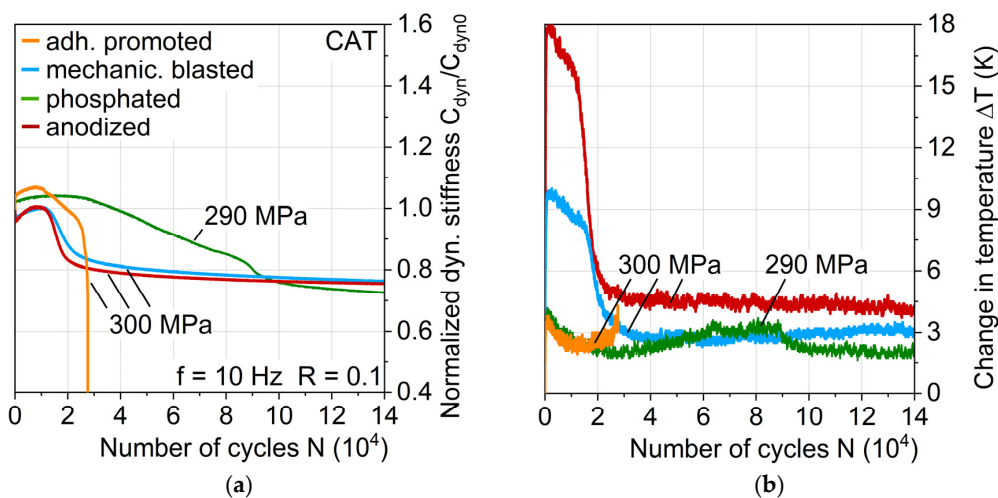 adh. promoted
mechanic. blasted
phosphated
anodized
CAT
290 MPa
300 MPa
f = 10 Hz R = 0.1
0 2 4 6 8 10 12 14
Number of cycles N (10⁴)
1.6
1.4
1.2
1.0
0.8
0.6
0.4
Normalized dyn. stiffness C_dyn/C_dyn0
(a)
300 MPa
290 MPa
0 2 4 6 8 10 12 14
Number of cycles N (10⁴)
18
15
12
9
6
3
0
Change in temperature ΔT (K)
(b)